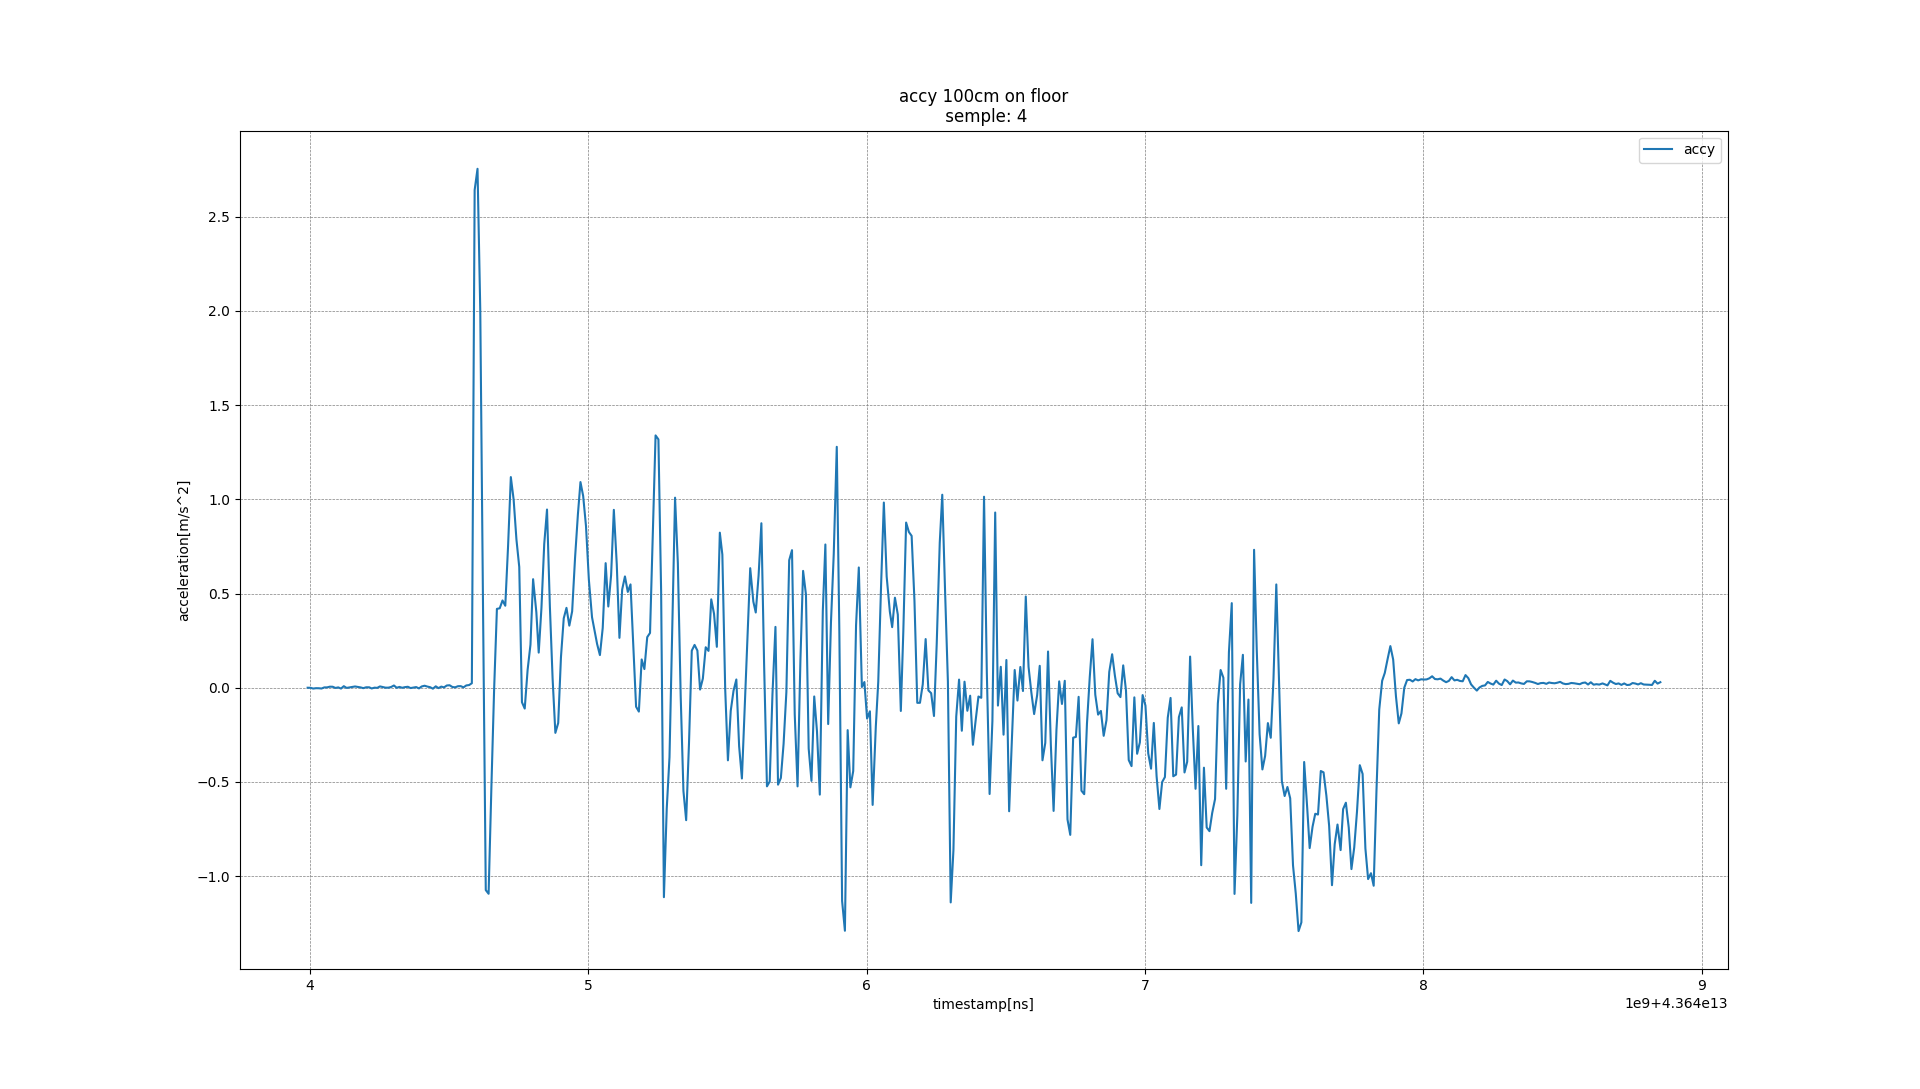 accy 100cm on floor
semple: 4
accy
2.5
2.0
1.5
1.0
0.5
0.0
−0.5
−1.0
acceleration[m/s^2]
4 5 6 7 8 9
timestamp[ns]
1e9+4.364e13